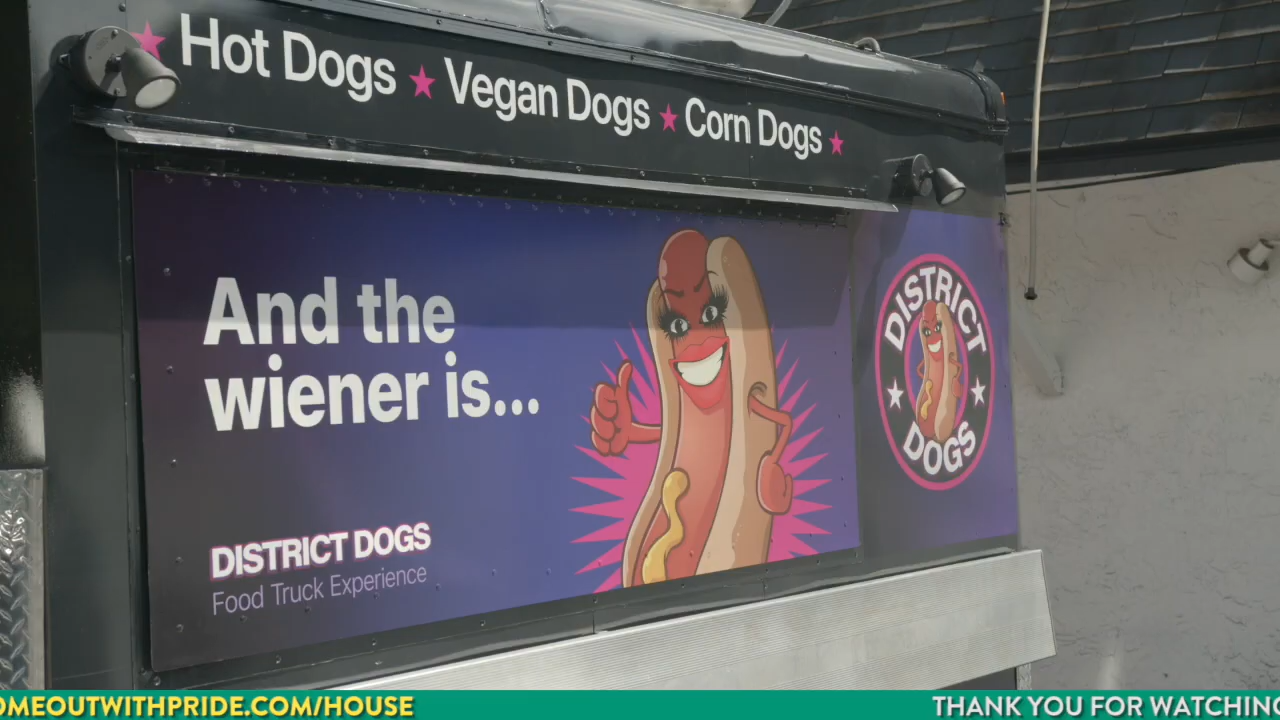 Hot Dogs ★ Vegan Dogs ★ Corn Dogs ★
And the
wiener is...
DISTRICT DOGS
Food Truck Experience
DISTRICT
DOGS
OMEOUTWITHPRIDE.COM/HOUSE
THANK YOU FOR WATCHING